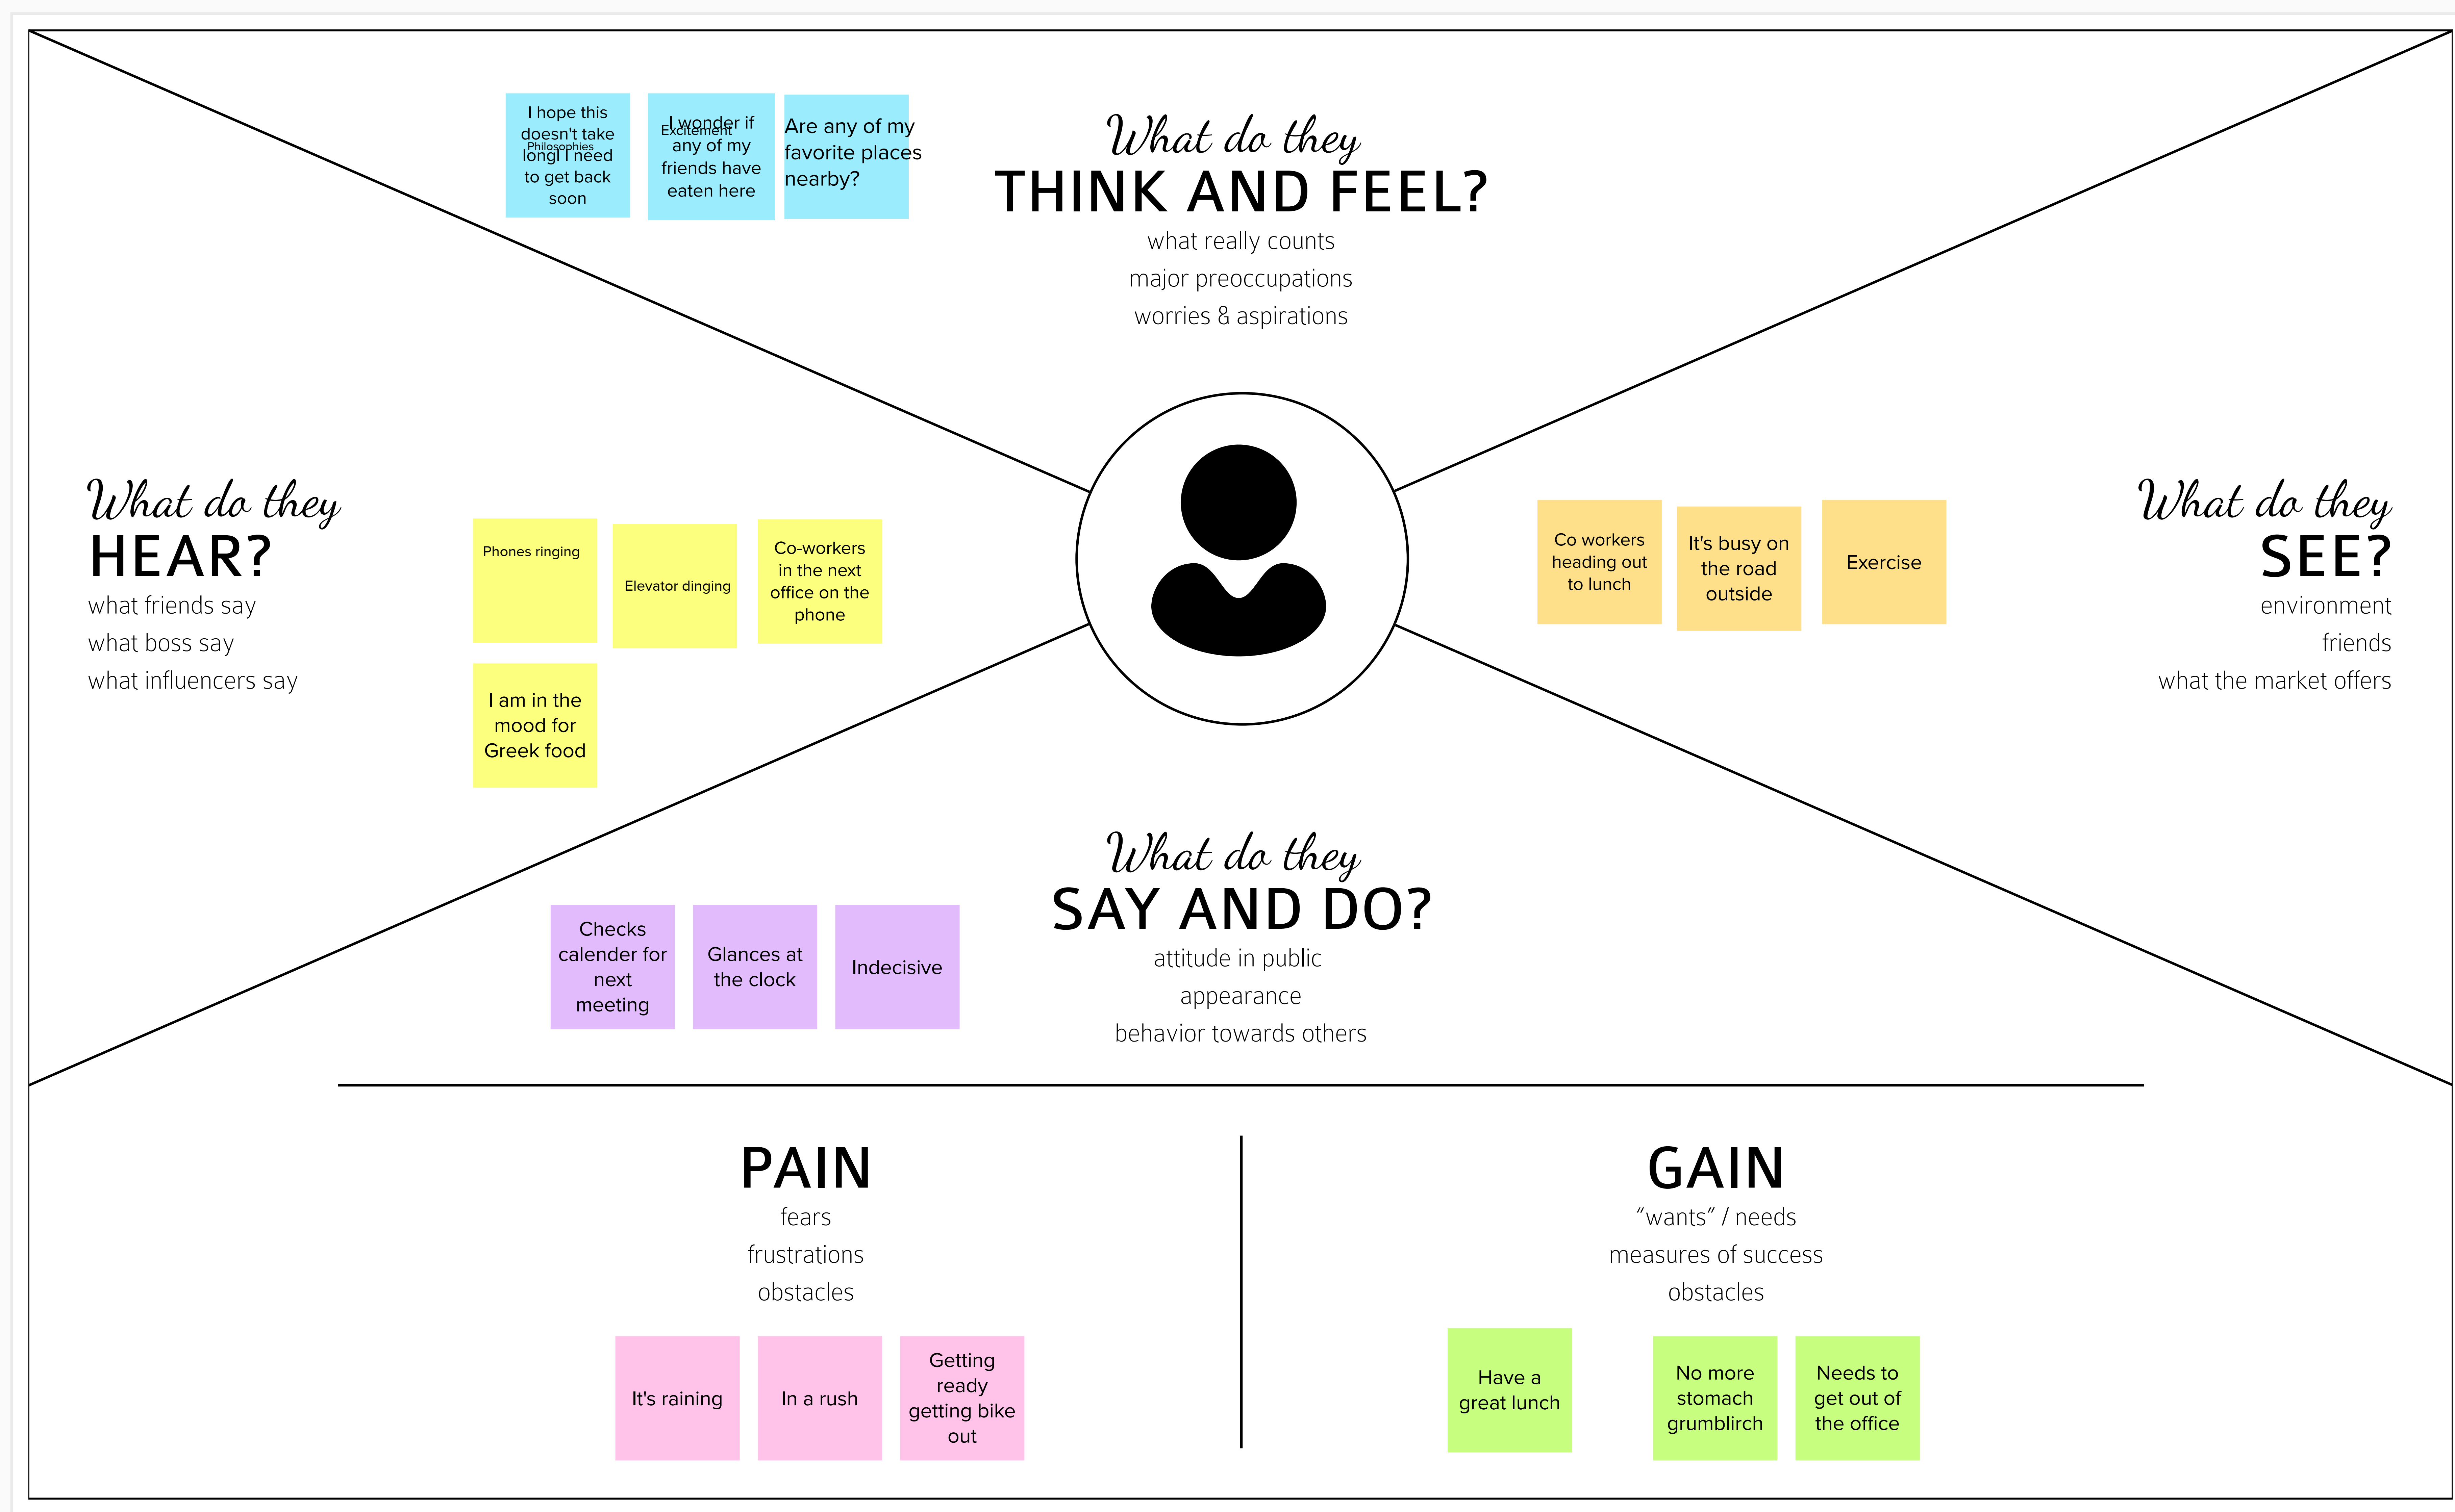 I hope this
doesn't take
Philosophies
long! I need
to get back
soon
Excitement
I wonder if
any of my
friends have
eaten here
Are any of my
favorite places
nearby?
What do they
THINK AND FEEL?
what really counts
major preoccupations
worries & aspirations
What do they
HEAR?
what friends say
what boss say
what influencers say
Phones ringing
Elevator dinging
Co-workers
in the next
office on the
phone
I am in the
mood for
Greek food
Co workers
heading out
to lunch
It's busy on
the road
outside
Exercise
What do they
SEE?
environment
friends
what the market offers
What do they
SAY AND DO?
attitude in public
appearance
behavior towards others
Checks
calender for
next
meeting
Glances at
the clock
Indecisive
PAIN
fears
frustrations
obstacles
It's raining
In a rush
Getting
ready
getting bike
out
GAIN
“wants” / needs
measures of success
obstacles
Have a
great lunch
No more
stomach
grumblirch
Needs to
get out of
the office